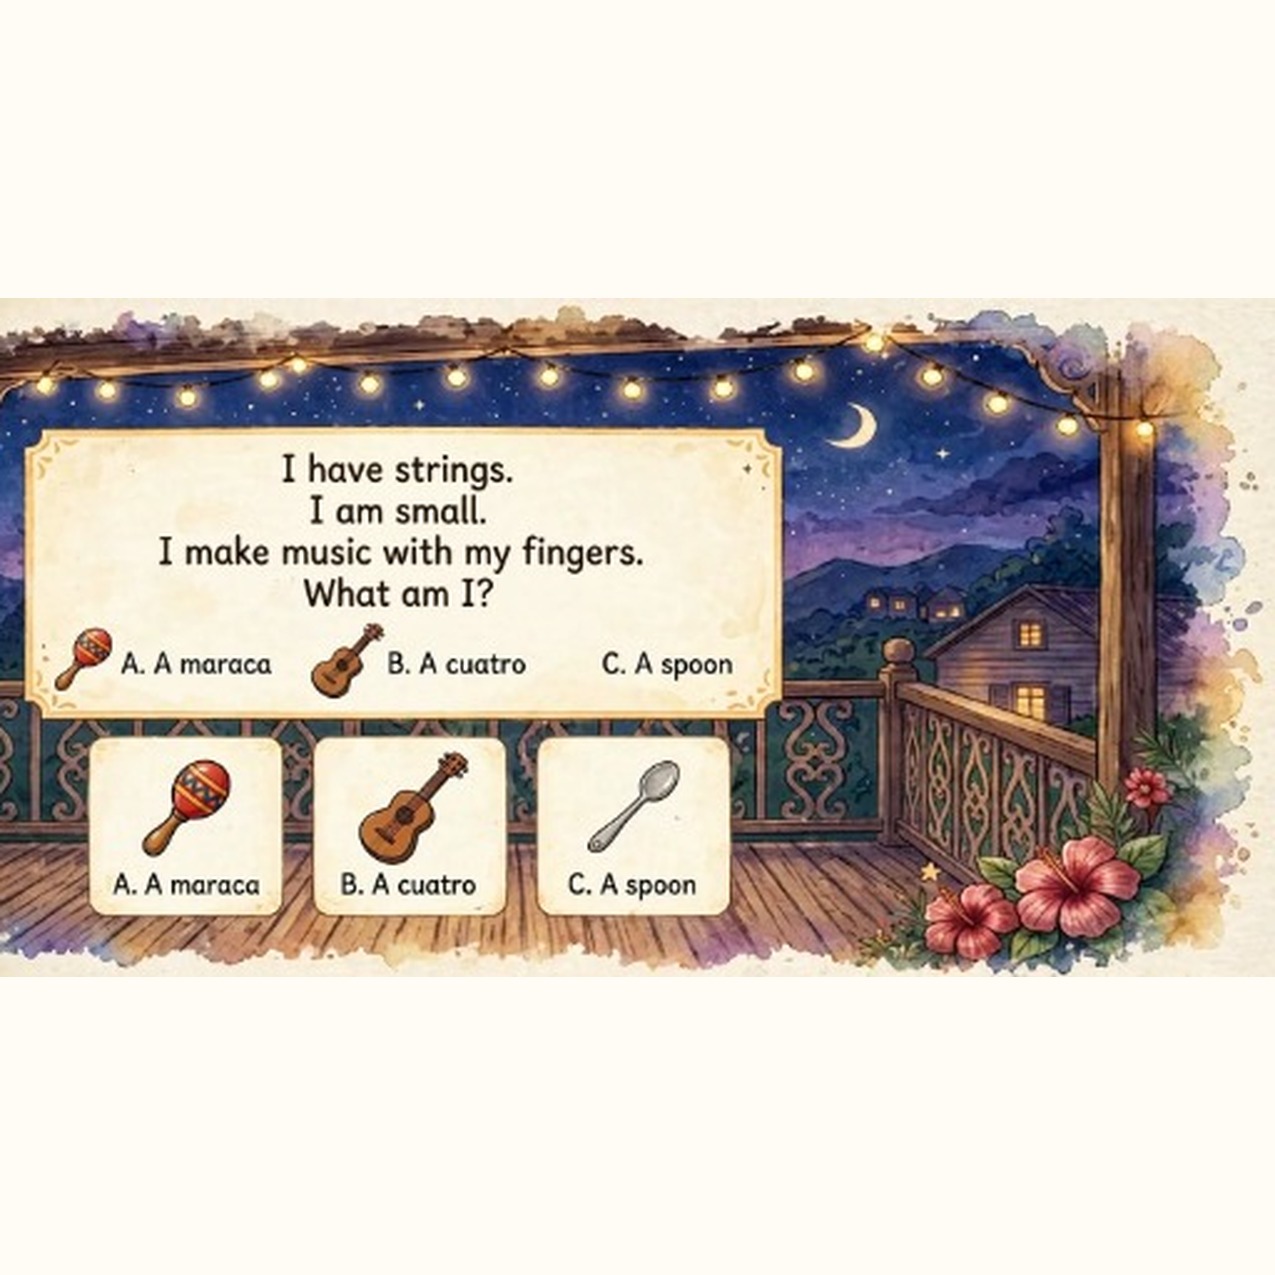 I have strings.
I am small.
I make music with my fingers.
What am I?
A. A maraca B. A cuatro C. A spoon
A. A maraca B. A cuatro C. A spoon